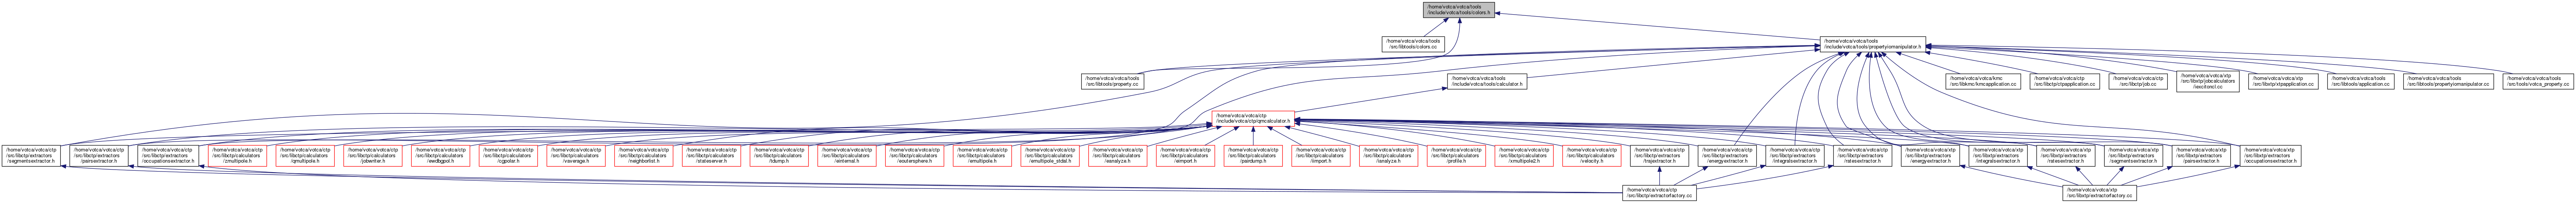 /home/votca/votca/tools
/include/votca/tools/colors.h
/home/votca/votca/tools
/src/libtools/colors.cc
/home/votca/votca/tools
/include/votca/tools/propertyiomanipulator.h
/home/votca/votca/tools
/src/libtools/property.cc
/home/votca/votca/tools
/include/votca/tools/calculator.h
/home/votca/votca/kmc
/src/libkmc/kmcapplication.cc
/home/votca/votca/ctp
/src/libctp/ctpapplication.cc
/home/votca/votca/ctp
/src/libctp/job.cc
/home/votca/votca/xtp
/src/libxtp/jobcalculators
/iexcitoncl.cc
/home/votca/votca/xtp
/src/libxtp/xtpapplication.cc
/home/votca/votca/tools
/src/libtools/application.cc
/home/votca/votca/tools
/src/libtools/propertyiomanipulator.cc
/home/votca/votca/tools
/src/tools/votca_property.cc
/home/votca/votca/ctp
/include/votca/ctp/qmcalculator.h
/home/votca/votca/ctp
/src/libctp/extractors
/segmentsextractor.h
/home/votca/votca/ctp
/src/libctp/extractors
/pairsextractor.h
/home/votca/votca/ctp
/src/libctp/extractors
/occupationsextractor.h
/home/votca/votca/ctp
/src/libctp/calculators
/zmultipole.h
/home/votca/votca/ctp
/src/libctp/calculators
/qmultipole.h
/home/votca/votca/ctp
/src/libctp/calculators
/jobwriter.h
/home/votca/votca/ctp
/src/libctp/calculators
/ewdbgpol.h
/home/votca/votca/ctp
/src/libctp/calculators
/cgpolar.h
/home/votca/votca/ctp
/src/libctp/calculators
/vaverage.h
/home/votca/votca/ctp
/src/libctp/calculators
/neighborlist.h
/home/votca/votca/ctp
/src/libctp/calculators
/stateserver.h
/home/votca/votca/ctp
/src/libctp/calculators
/tdump.h
/home/votca/votca/ctp
/src/libctp/calculators
/einternal.h
/home/votca/votca/ctp
/src/libctp/calculators
/eoutersphere.h
/home/votca/votca/ctp
/src/libctp/calculators
/emultipole.h
/home/votca/votca/ctp
/src/libctp/calculators
/emultipole_stdal.h
/home/votca/votca/ctp
/src/libctp/calculators
/eanalyze.h
/home/votca/votca/ctp
/src/libctp/calculators
/eimport.h
/home/votca/votca/ctp
/src/libctp/calculators
/pairdump.h
/home/votca/votca/ctp
/src/libctp/calculators
/iimport.h
/home/votca/votca/ctp
/src/libctp/calculators
/ianalyze.h
/home/votca/votca/ctp
/src/libctp/calculators
/profile.h
/home/votca/votca/ctp
/src/libctp/calculators
/xmultipole2.h
/home/votca/votca/ctp
/src/libctp/calculators
/velocity.h
/home/votca/votca/ctp
/src/libctp/extractors
/trajextractor.h
/home/votca/votca/ctp
/src/libctp/extractors
/energyextractor.h
/home/votca/votca/ctp
/src/libctp/extractors
/integralsextractor.h
/home/votca/votca/ctp
/src/libctp/extractors
/ratesextractor.h
/home/votca/votca/xtp
/src/libxtp/extractors
/energyextractor.h
/home/votca/votca/xtp
/src/libxtp/extractors
/integralsextractor.h
/home/votca/votca/xtp
/src/libxtp/extractors
/ratesextractor.h
/home/votca/votca/xtp
/src/libxtp/extractors
/segmentsextractor.h
/home/votca/votca/xtp
/src/libxtp/extractors
/pairsextractor.h
/home/votca/votca/xtp
/src/libxtp/extractors
/occupationsextractor.h
/home/votca/votca/ctp
/src/libctp/extractorfactory.cc
/home/votca/votca/xtp
/src/libxtp/extractorfactory.cc